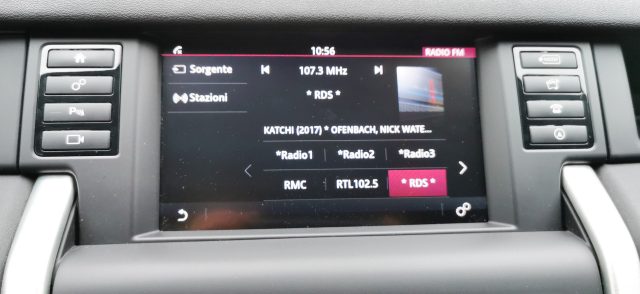 10:56 RADIO FM
Sorgente 107.3 MHz
Stazioni * RDS *
KATCHI (2017) * OFENBACH, NICK WATE...
*Radio1 *Radio2 *Radio3
RMC RTL102.5 * RDS *